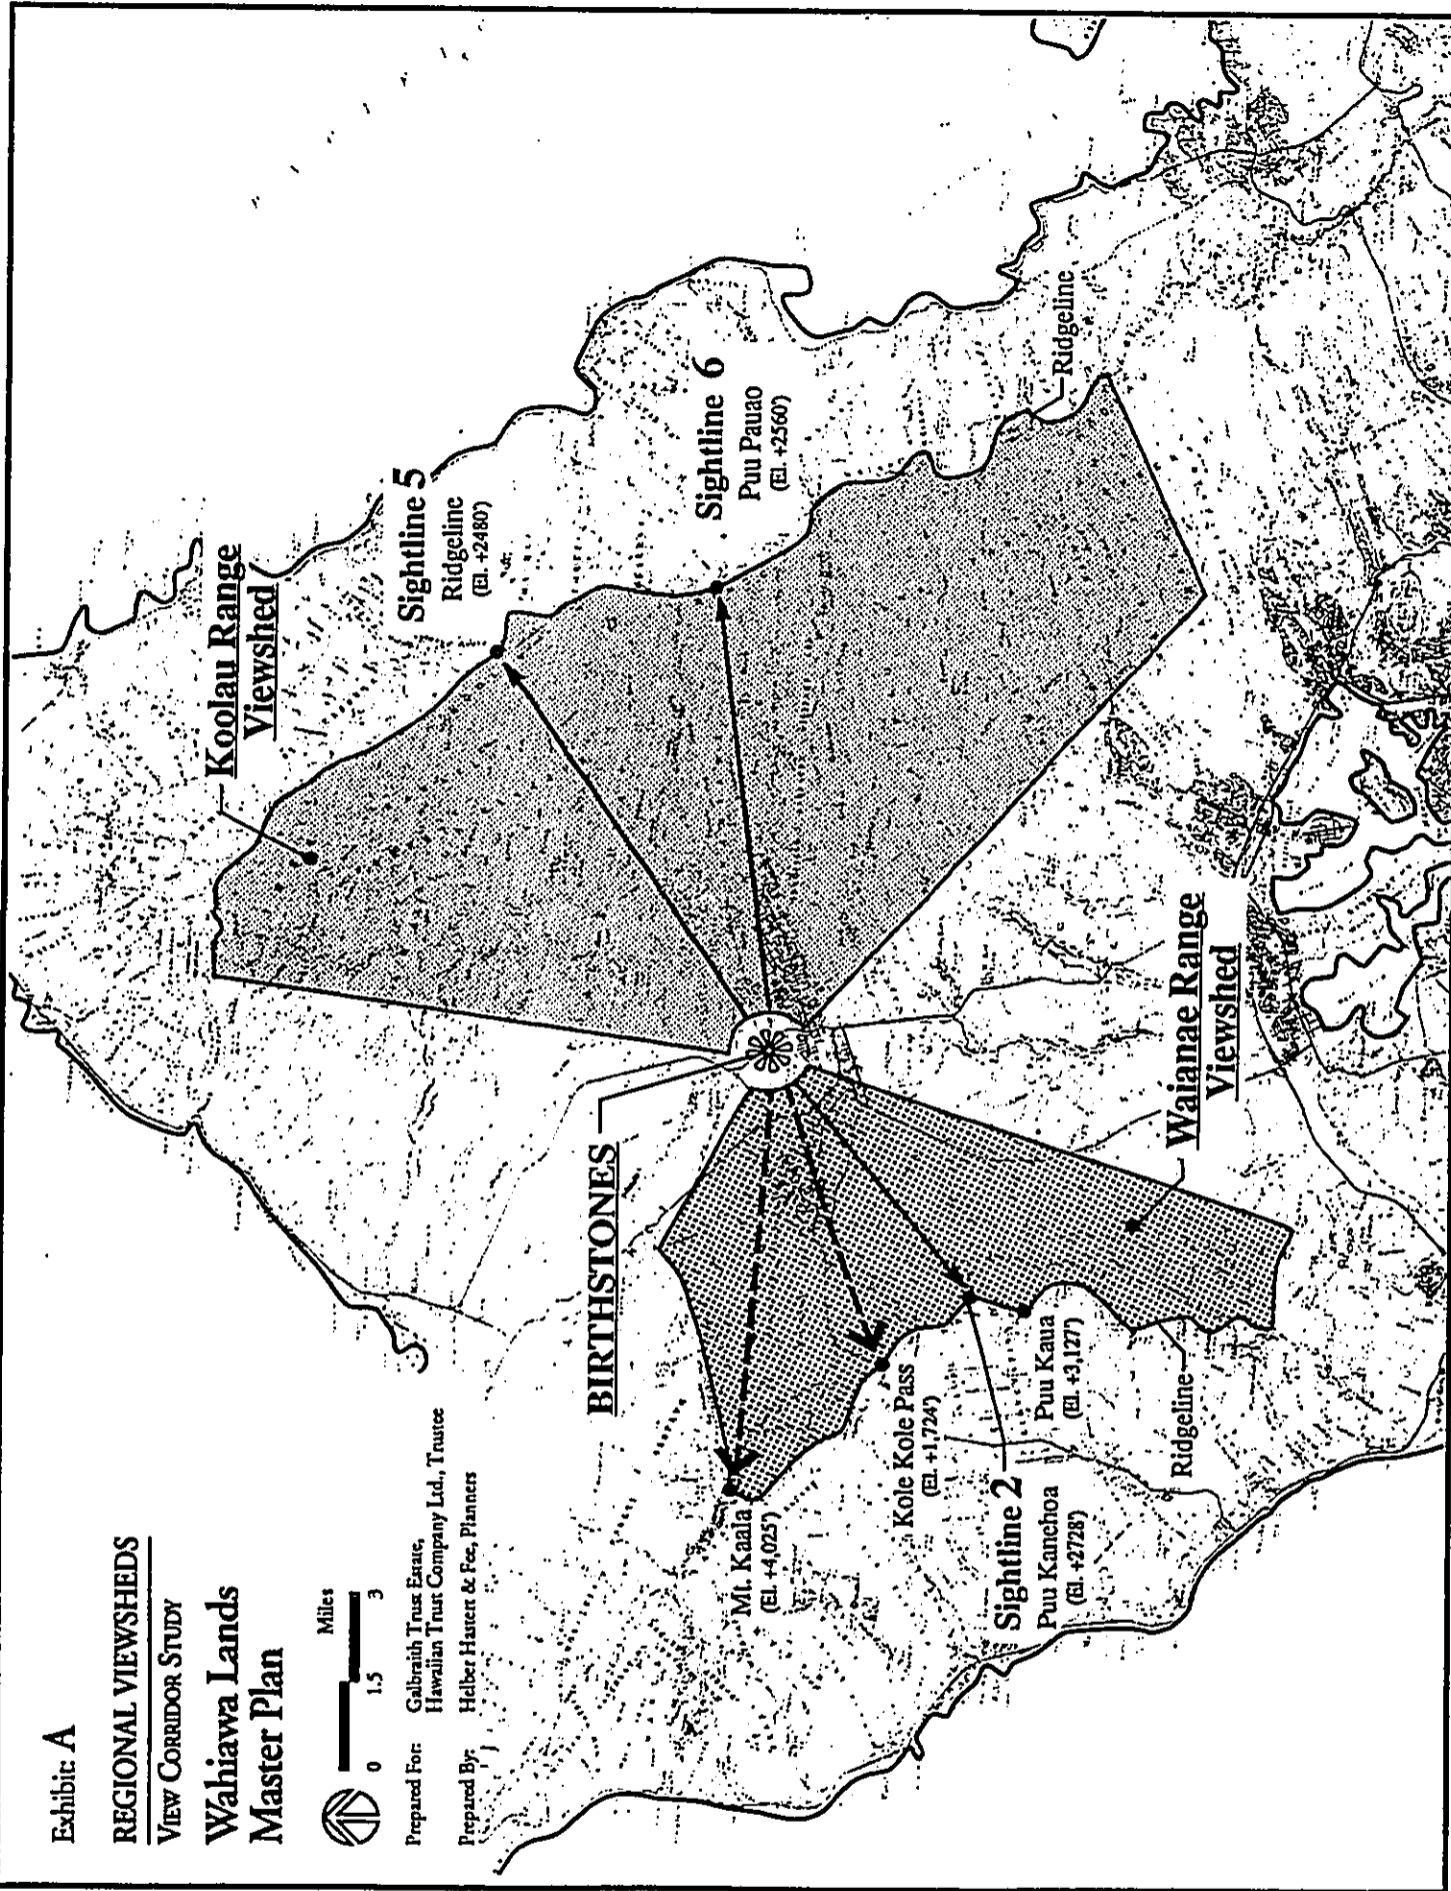 Exhibit A
REGIONAL VIEWSHEDS
VIEW CORRIDOR STUDY
Wahiawa Lands
Master Plan
Miles
0 1.5 3
Prepared For: Galbraith Trust Estate,
Hawaiian Trust Company Ltd., Trustee
Prepared By: Helber Hastert & Fee, Planners
Koolau Range
Viewshed
Sightline 5
Ridgeline
(El. +2480')
Sightline 6
Puu Pauao
(El. +2560')
Ridgeline
BIRTHSTONES
Mt. Kaala
(El. +4,025')
Kole Kole Pass
(El. +1,724')
Sightline 2
Puu Kanehoa
(El. +2728')
Puu Kaua
(El. +3,127')
Ridgeline
Waianae Range
Viewshed